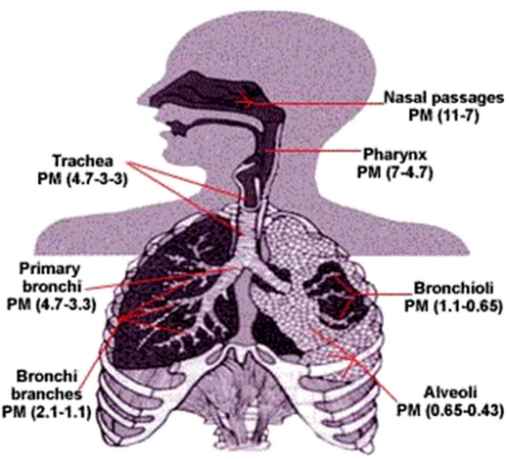 Nasal passages
PM (11-7)
Pharynx
PM (7-4.7)
Trachea
PM (4.7-3-3)
Primary
bronchi
PM (4.7-3.3)
Bronchioli
PM (1.1-0.65)
Bronchi
branches
PM (2.1-1.1)
Alveoli
PM (0.65-0.43)